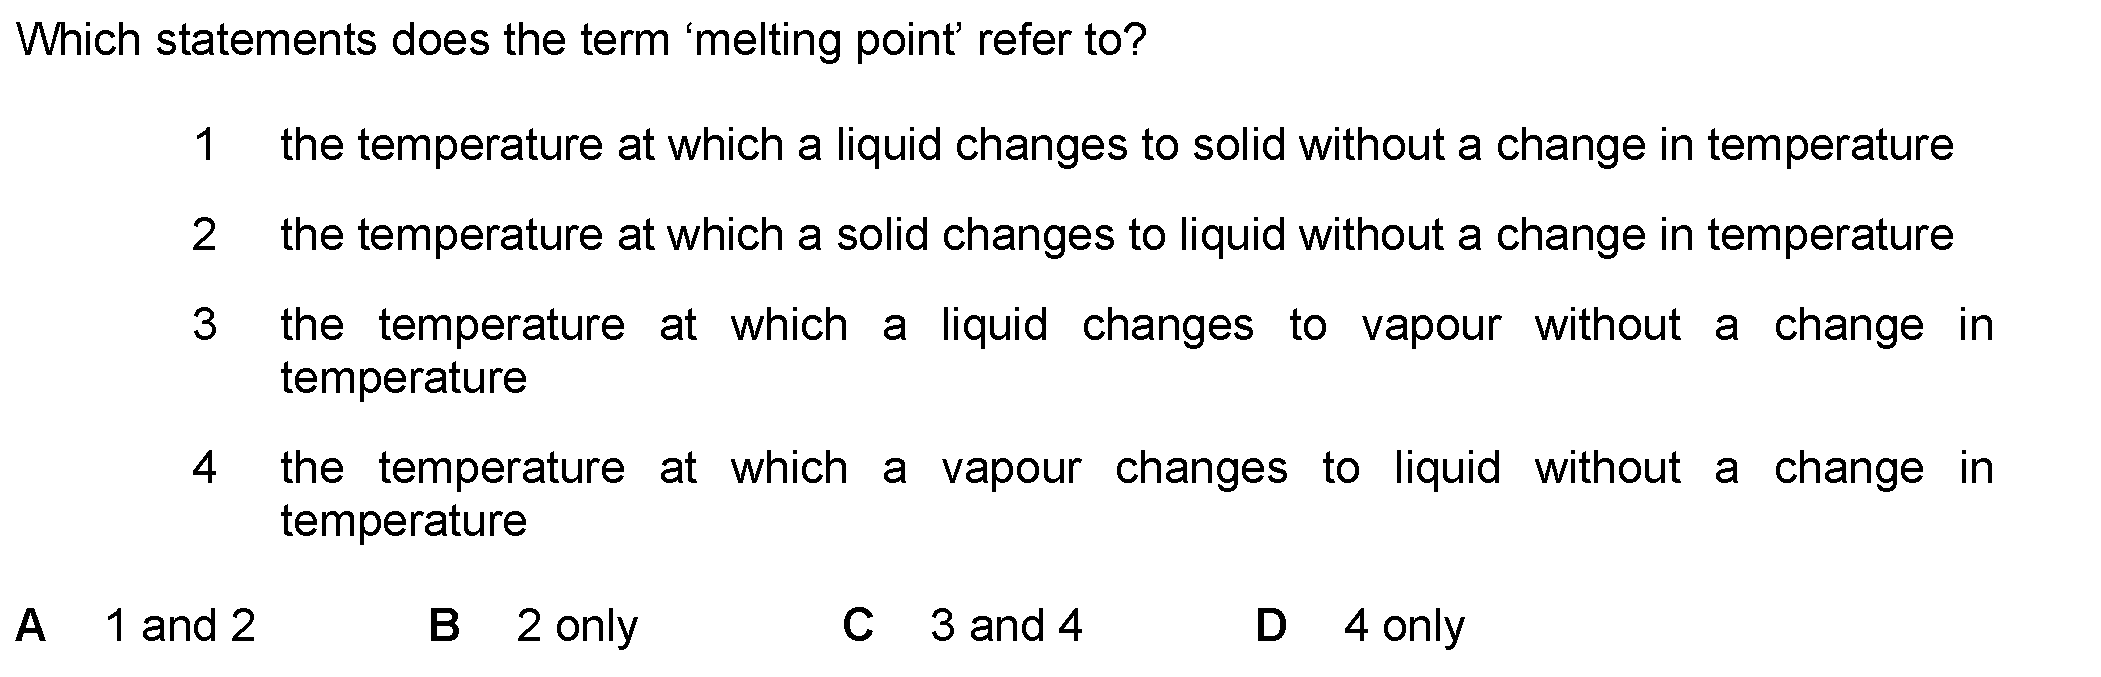 Which statements does the term ‘melting point’ refer to?
1 the temperature at which a liquid changes to solid without a change in temperature
2 the temperature at which a solid changes to liquid without a change in temperature
3 the temperature at which a liquid changes to vapour without a change in
temperature
4 the temperature at which a vapour changes to liquid without a change in
temperature
A 1 and 2 B 2 only C 3 and 4 D 4 only